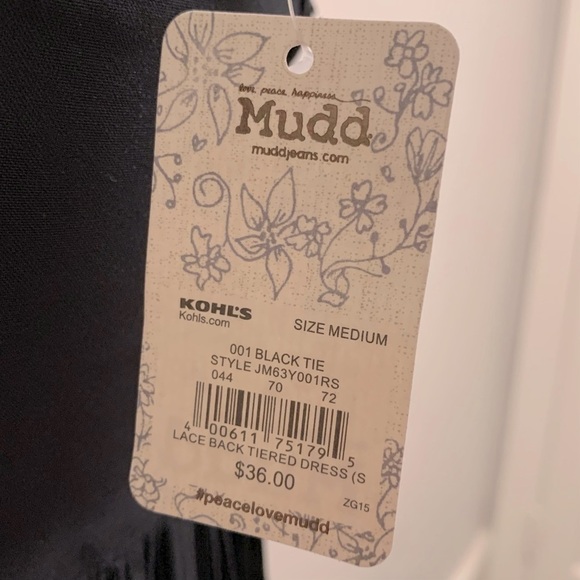 love. peace. happiness.
Mudd
muddjeans.com
KOHL'S
Kohls.com
SIZE MEDIUM
001 BLACK TIE
STYLE JM63Y001RS
044 70 72
4 00611 75179 5
LACE BACK TIERED DRESS (S
$36.00
ZG15
#peacelovemudd